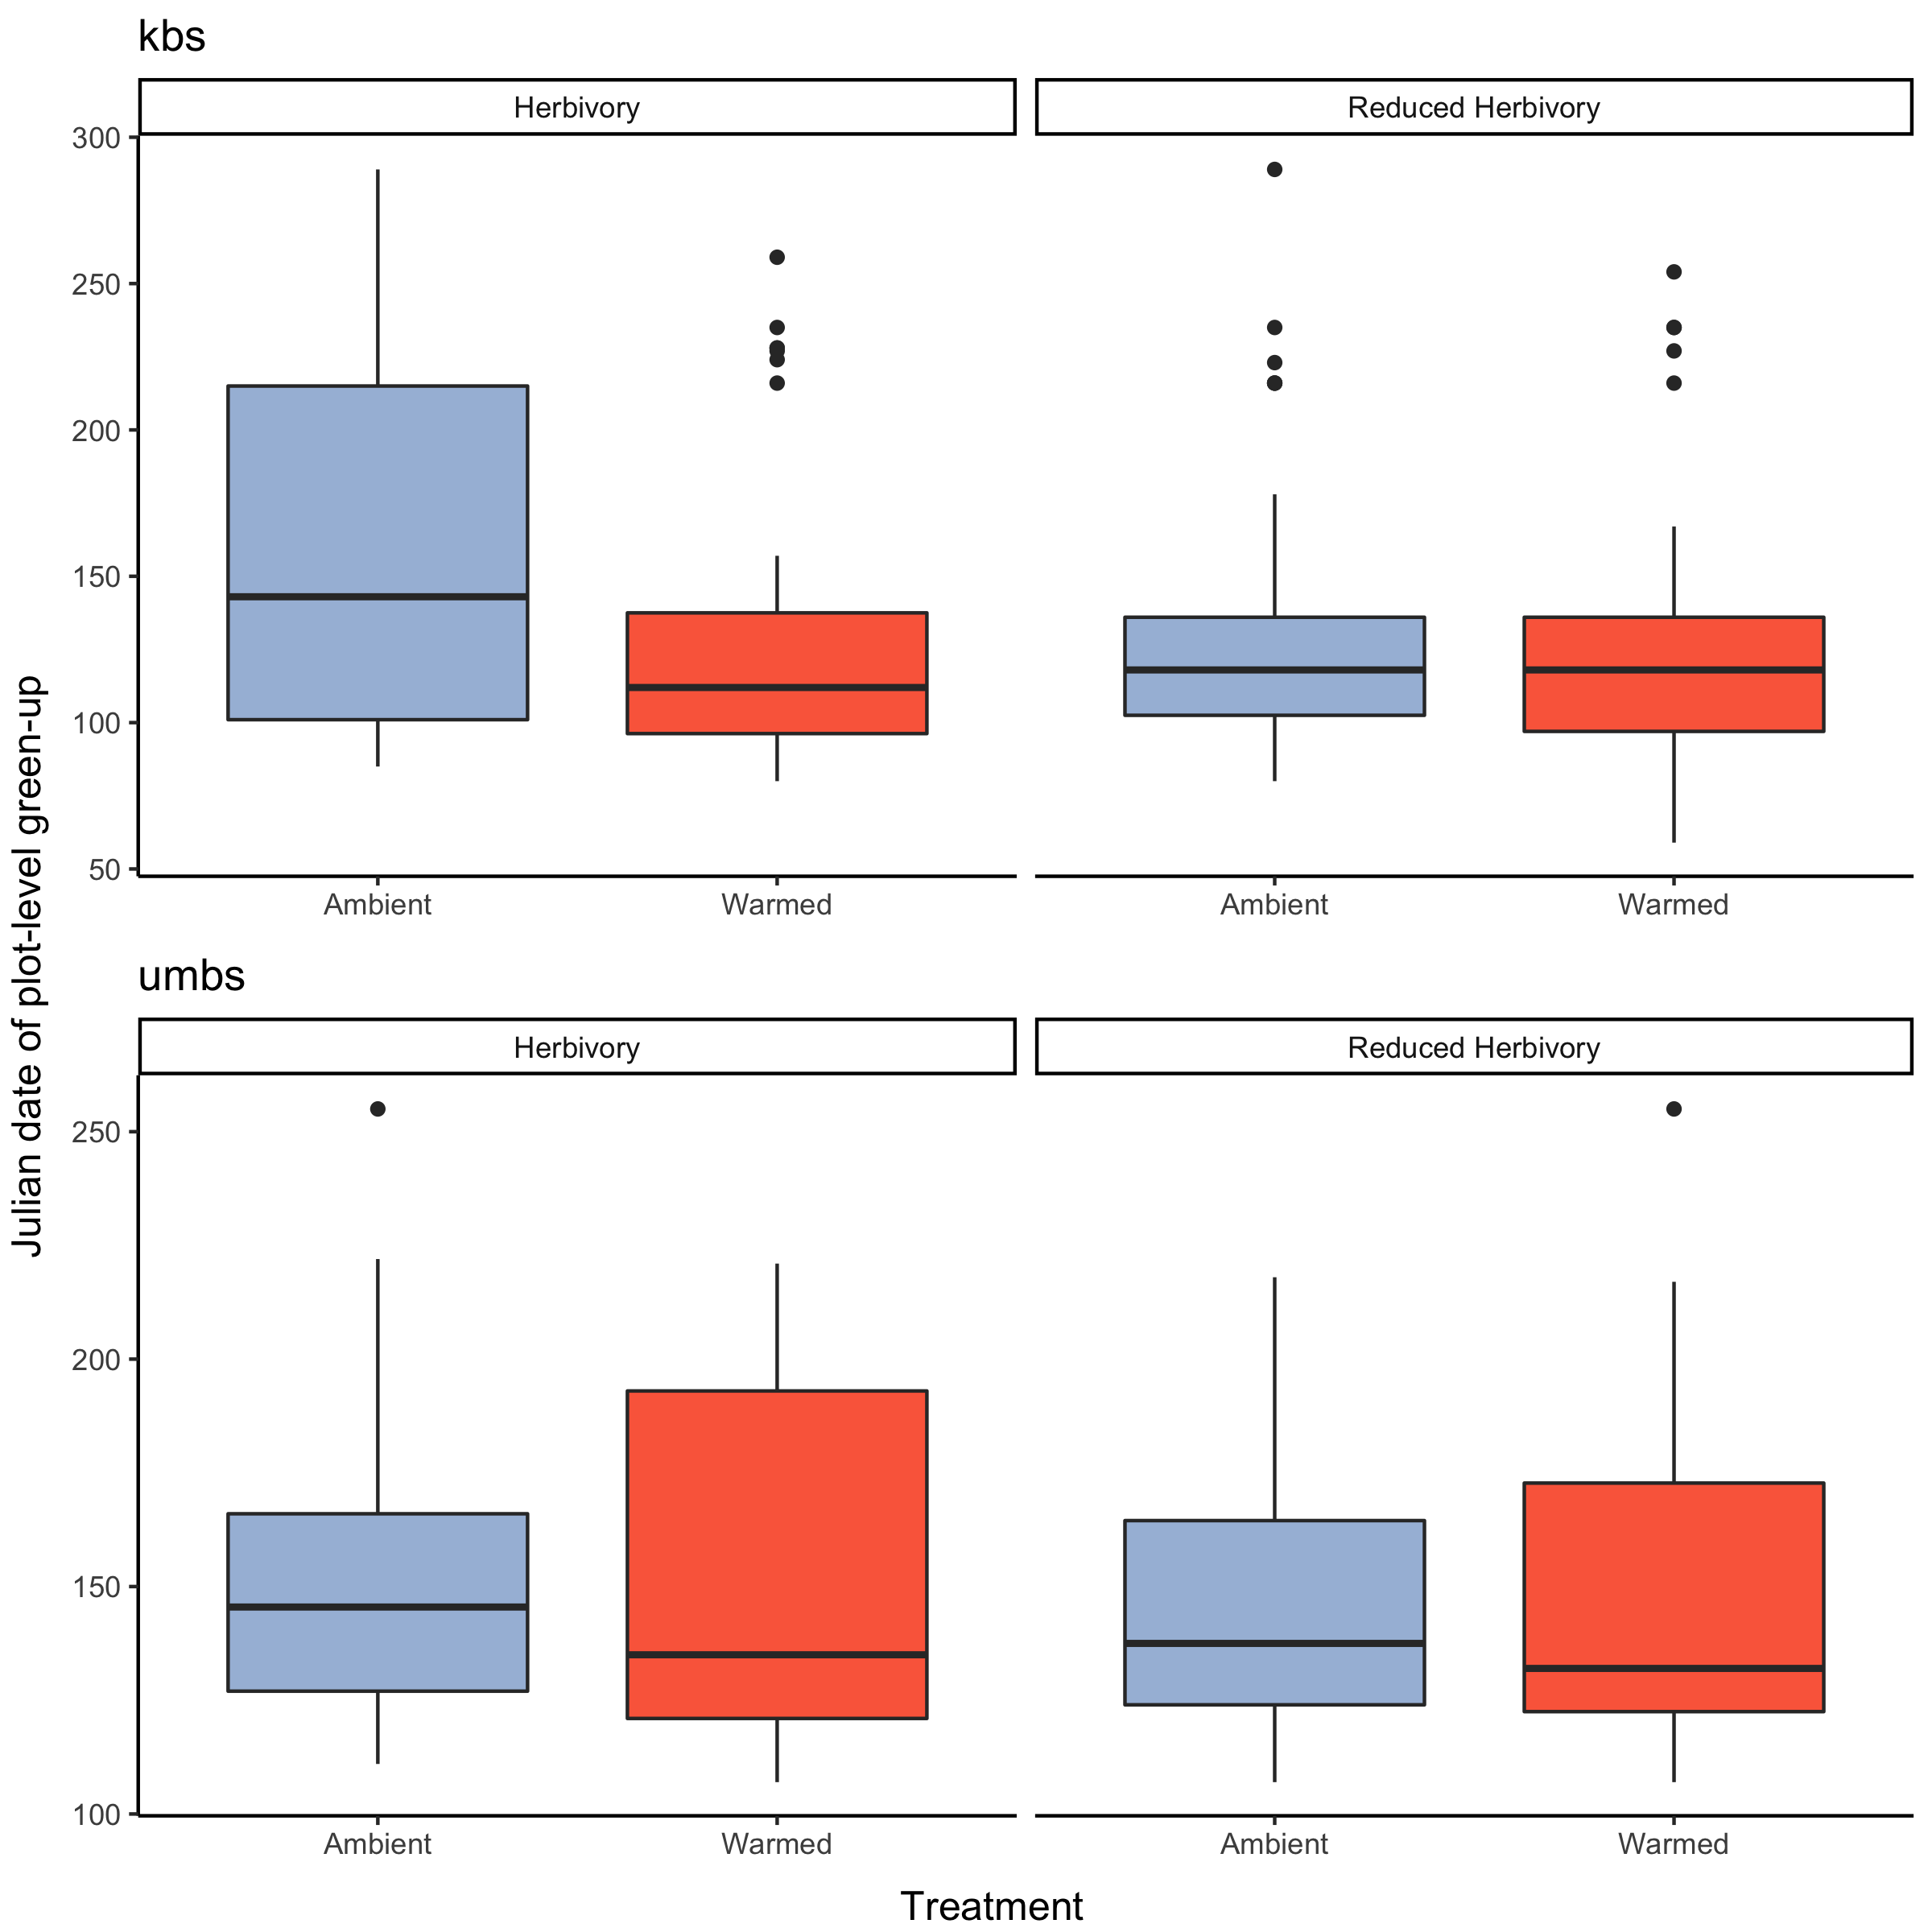 kbs
Herbivory
Reduced Herbivory
300
250
200
150
100
50
Ambient
Warmed
Ambient
Warmed
Julian date of plot-level green-up
umbs
Herbivory
Reduced Herbivory
250
200
150
100
Ambient
Warmed
Ambient
Warmed
Treatment